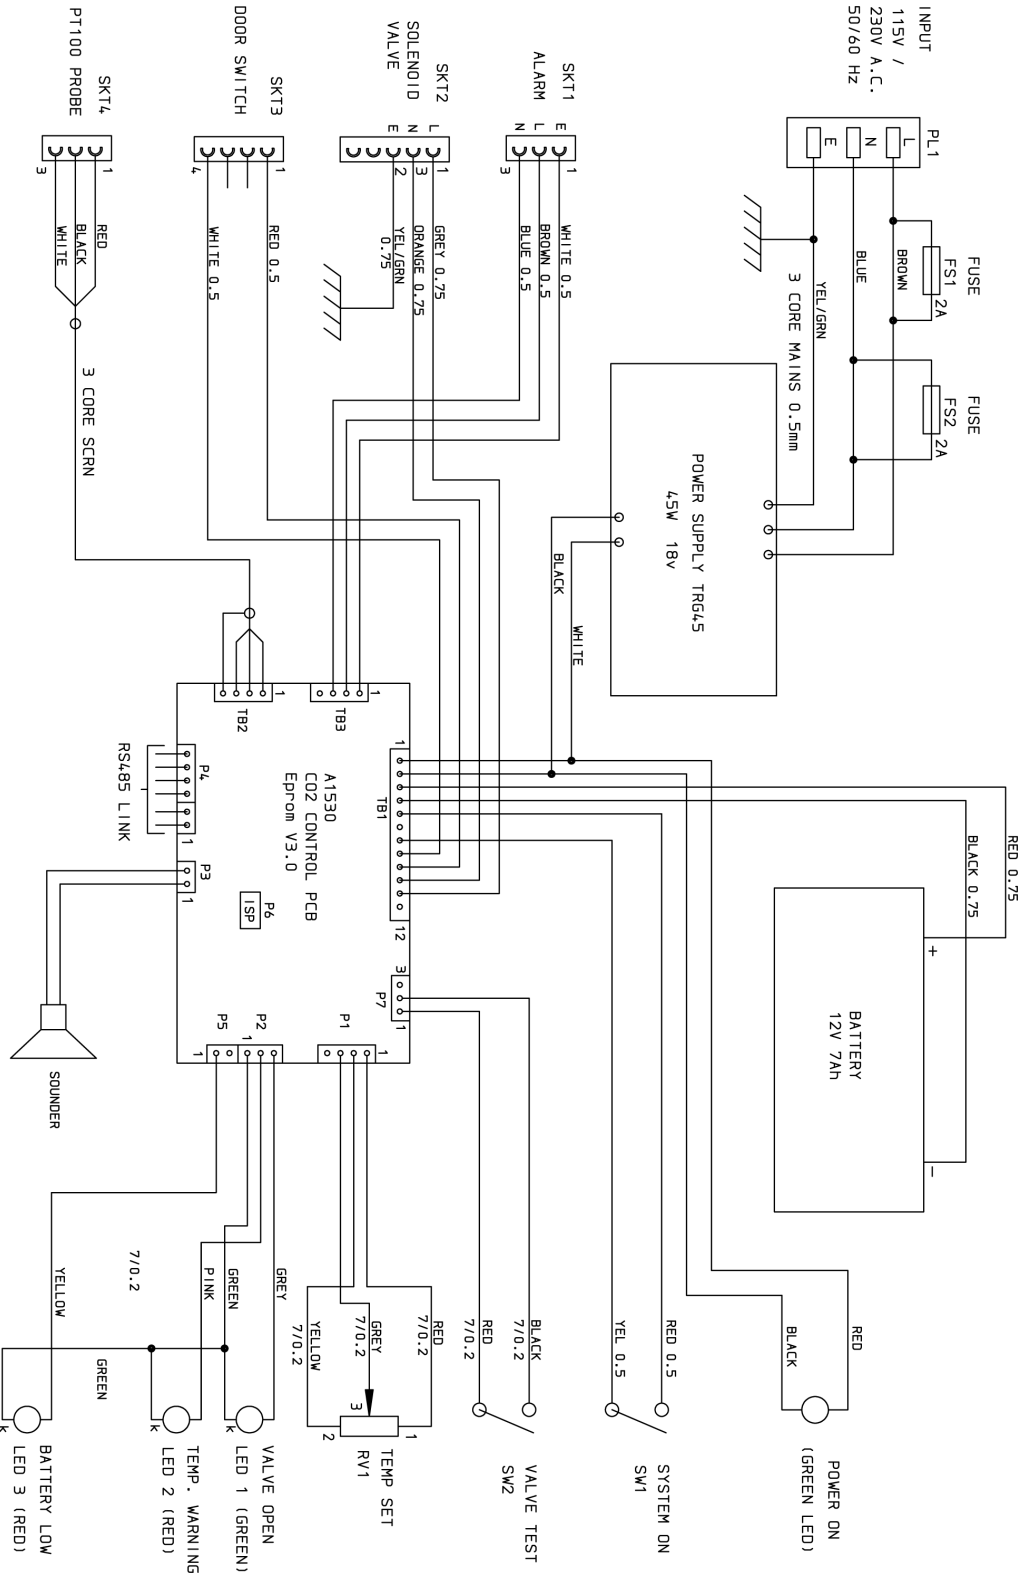 INPUT
115V /
230V A.C.
50/60 Hz
PL1
L
N
E
FUSE
FS1
2A
FUSE
FS2
2A
BROWN
BLUE
YEL/GRN
3 CORE MAINS 0.5mm
POWER SUPPLY TRG45
45W 18v
BLACK
WHITE
RED 0.75
BLACK 0.75
+
-
BATTERY
12V 7Ah
RED
BLACK
POWER ON
(GREEN LED)
SKT1
ALARM
E
L
N
1
3
WHITE 0.5
BROWN 0.5
BLUE 0.5
SKT2
SOLENOID
VALVE
L
N
E
1
3
2
GREY 0.75
ORANGE 0.75
YEL/GRN
0.75
SKT3
DOOR SWITCH
1
4
RED 0.5
WHITE 0.5
SKT4
PT100 PROBE
1
3
RED
BLACK
WHITE
3 CORE SCRN
TB1
1
12
TB3
1
TB2
1
A1530
CO2 CONTROL PCB
Eprom V3.0
P4
1
RS485 LINK
P3
1
P6
ISP
SOUNDER
P7
3
1
P1
1
P2
1
P5
1
RED 0.5
YEL 0.5
SYSTEM ON
SW1
BLACK
7/0.2
RED
7/0.2
VALVE TEST
SW2
RED
7/0.2
GREY
7/0.2
YELLOW
7/0.2
1
3
2
TEMP SET
RV1
GREY
GREEN
PINK
7/0.2
YELLOW
GREEN
k
VALVE OPEN
LED 1 (GREEN)
k
TEMP. WARNING
LED 2 (RED)
k
BATTERY LOW
LED 3 (RED)